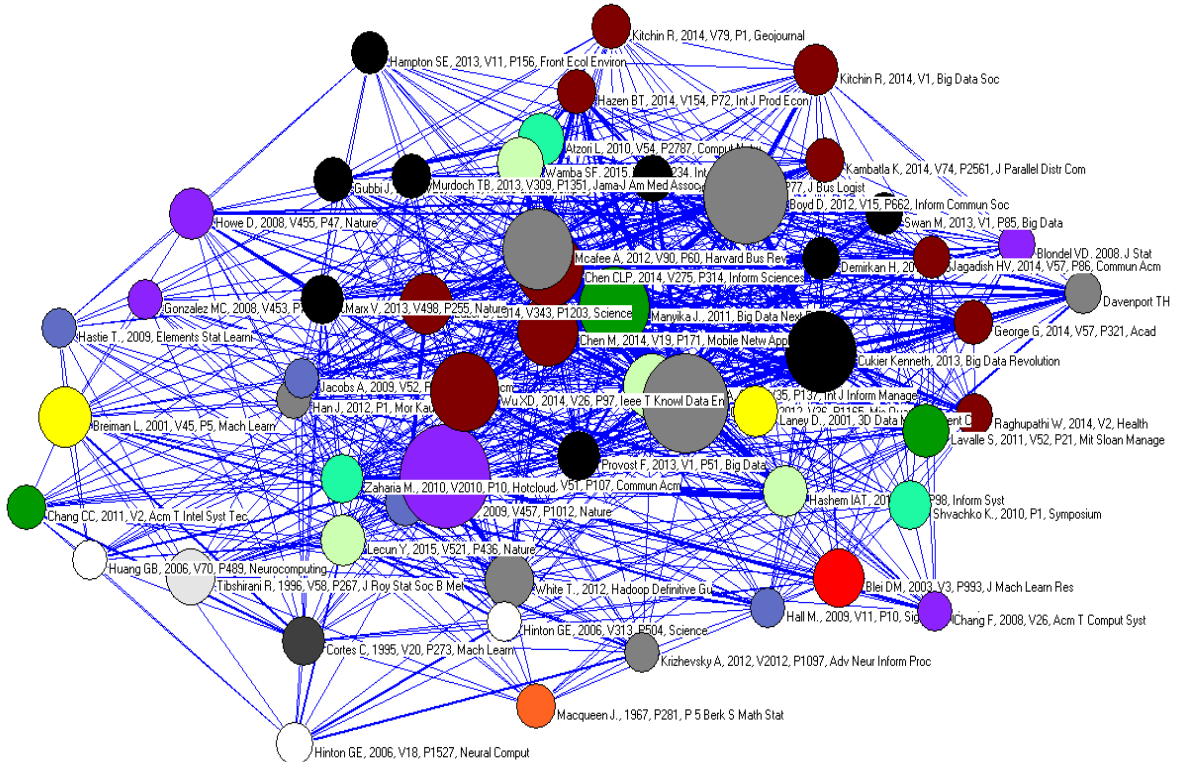 Kitchin R, 2014, V79, P1, Geojournal
Hampton SE, 2013, V11, P156, Front Ecol Environ
Kitchin R, 2014, V1, Big Data Soc
Hazen BT, 2014, V154, P72, Int J Prod Econ
Atzori L, 2010, V54, P2787, Comput
Kambatla K, 2014, V74, P2561, J Parallel Distr Com
Wamba SF, 2015, 234, Int
Gubbi J,
Murdoch TB, 2013, V309, P1351, Jama-J Am Med Assoc
P77, J Bus Logist
Boyd D, 2012, V15, P662, Inform Commun Soc
Howe D, 2008, V455, P47, Nature
Swan M, 2013, V1, P85, Big Data
Blondel VD, 2008, J Stat
Mcafee A, 2012, V90, P60, Harvard Bus Rev
Demirkan H,
Jagadish HV, 2014, V57, P86, Commun Acm
Chen CLP, 2014, V275, P314, Inform Sciences
Davenport TH
Gonzalez MC, 2008, V453,
Marx V, 2013, V498, P255, Nature
2014, V343, P1203, Science
Manyika J., 2011, Big Data Next
George G, 2014, V57, P321, Acad
Hastie T., 2009, Elements Stat Learni
Chen M, 2014, V19, P171, Mobile Netw Appl
Cukier Kenneth, 2013, Big Data Revolution
Jacobs A, 2009, V52,
Wu XD, 2014, V26, P97, Ieee T Knowl Data En
V35, P137, Int J Inform Manage
Han J, 2012, P1, Mor Kau
Laney D., 2001, 3D Data
Breiman L, 2001, V45, P5, Mach Learn
Raghupathi W, 2014, V2, Health
Lavalle S, 2011, V52, P21, Mit Sloan Manage
Provost F, 2013, V1, P51, Big Data
Zaharia M., 2010, V2010, P10, Hotcloud
V51, P107, Commun Acm
Hashem IAT, P98, Inform Syst
2009, V457, P1012, Nature
Shvachko K., 2010, P1, Symposium
Chang CC, 2011, V2, Acm T Intel Syst Tec
Lecun Y, 2015, V521, P436, Nature
Huang GB, 2006, V70, P489, Neurocomputing
Tibshirani R, 1996, V58, P267, J Roy Stat Soc B Met
White T., 2012, Hadoop Definitive Gu
Blei DM, 2003, V3, P993, J Mach Learn Res
Hall M., 2009, V11, P10, Sig
Chang F, 2008, V26, Acm T Comput Syst
Hinton GE, 2006, V313, P504, Science
Cortes C, 1995, V20, P273, Mach Learn
Krizhevsky A, 2012, V2012, P1097, Adv Neur Inform Proc
Macqueen J., 1967, P281, P 5 Berk S Math Stat
Hinton GE, 2006, V18, P1527, Neural Comput